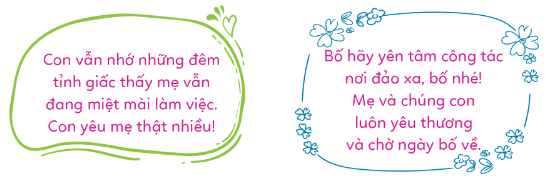 Con vẫn nhớ những đêm
tỉnh giấc thấy mẹ vẫn
đang miệt mài làm việc.
Con yêu mẹ thật nhiều!
Bố hãy yên tâm công tác
nơi đảo xa, bố nhé!
Mẹ và chúng con
luôn yêu thương
và chờ ngày bố về.